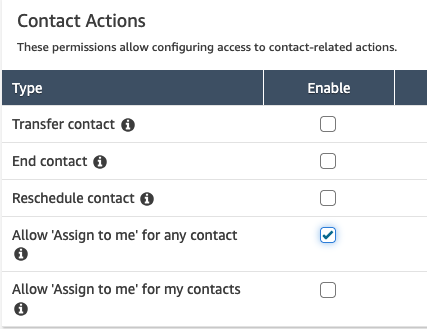 Contact Actions
These permissions allow configuring access to contact-related actions.
Type Enable
Transfer contact
End contact
Reschedule contact
Allow 'Assign to me' for any contact
Allow 'Assign to me' for my contacts